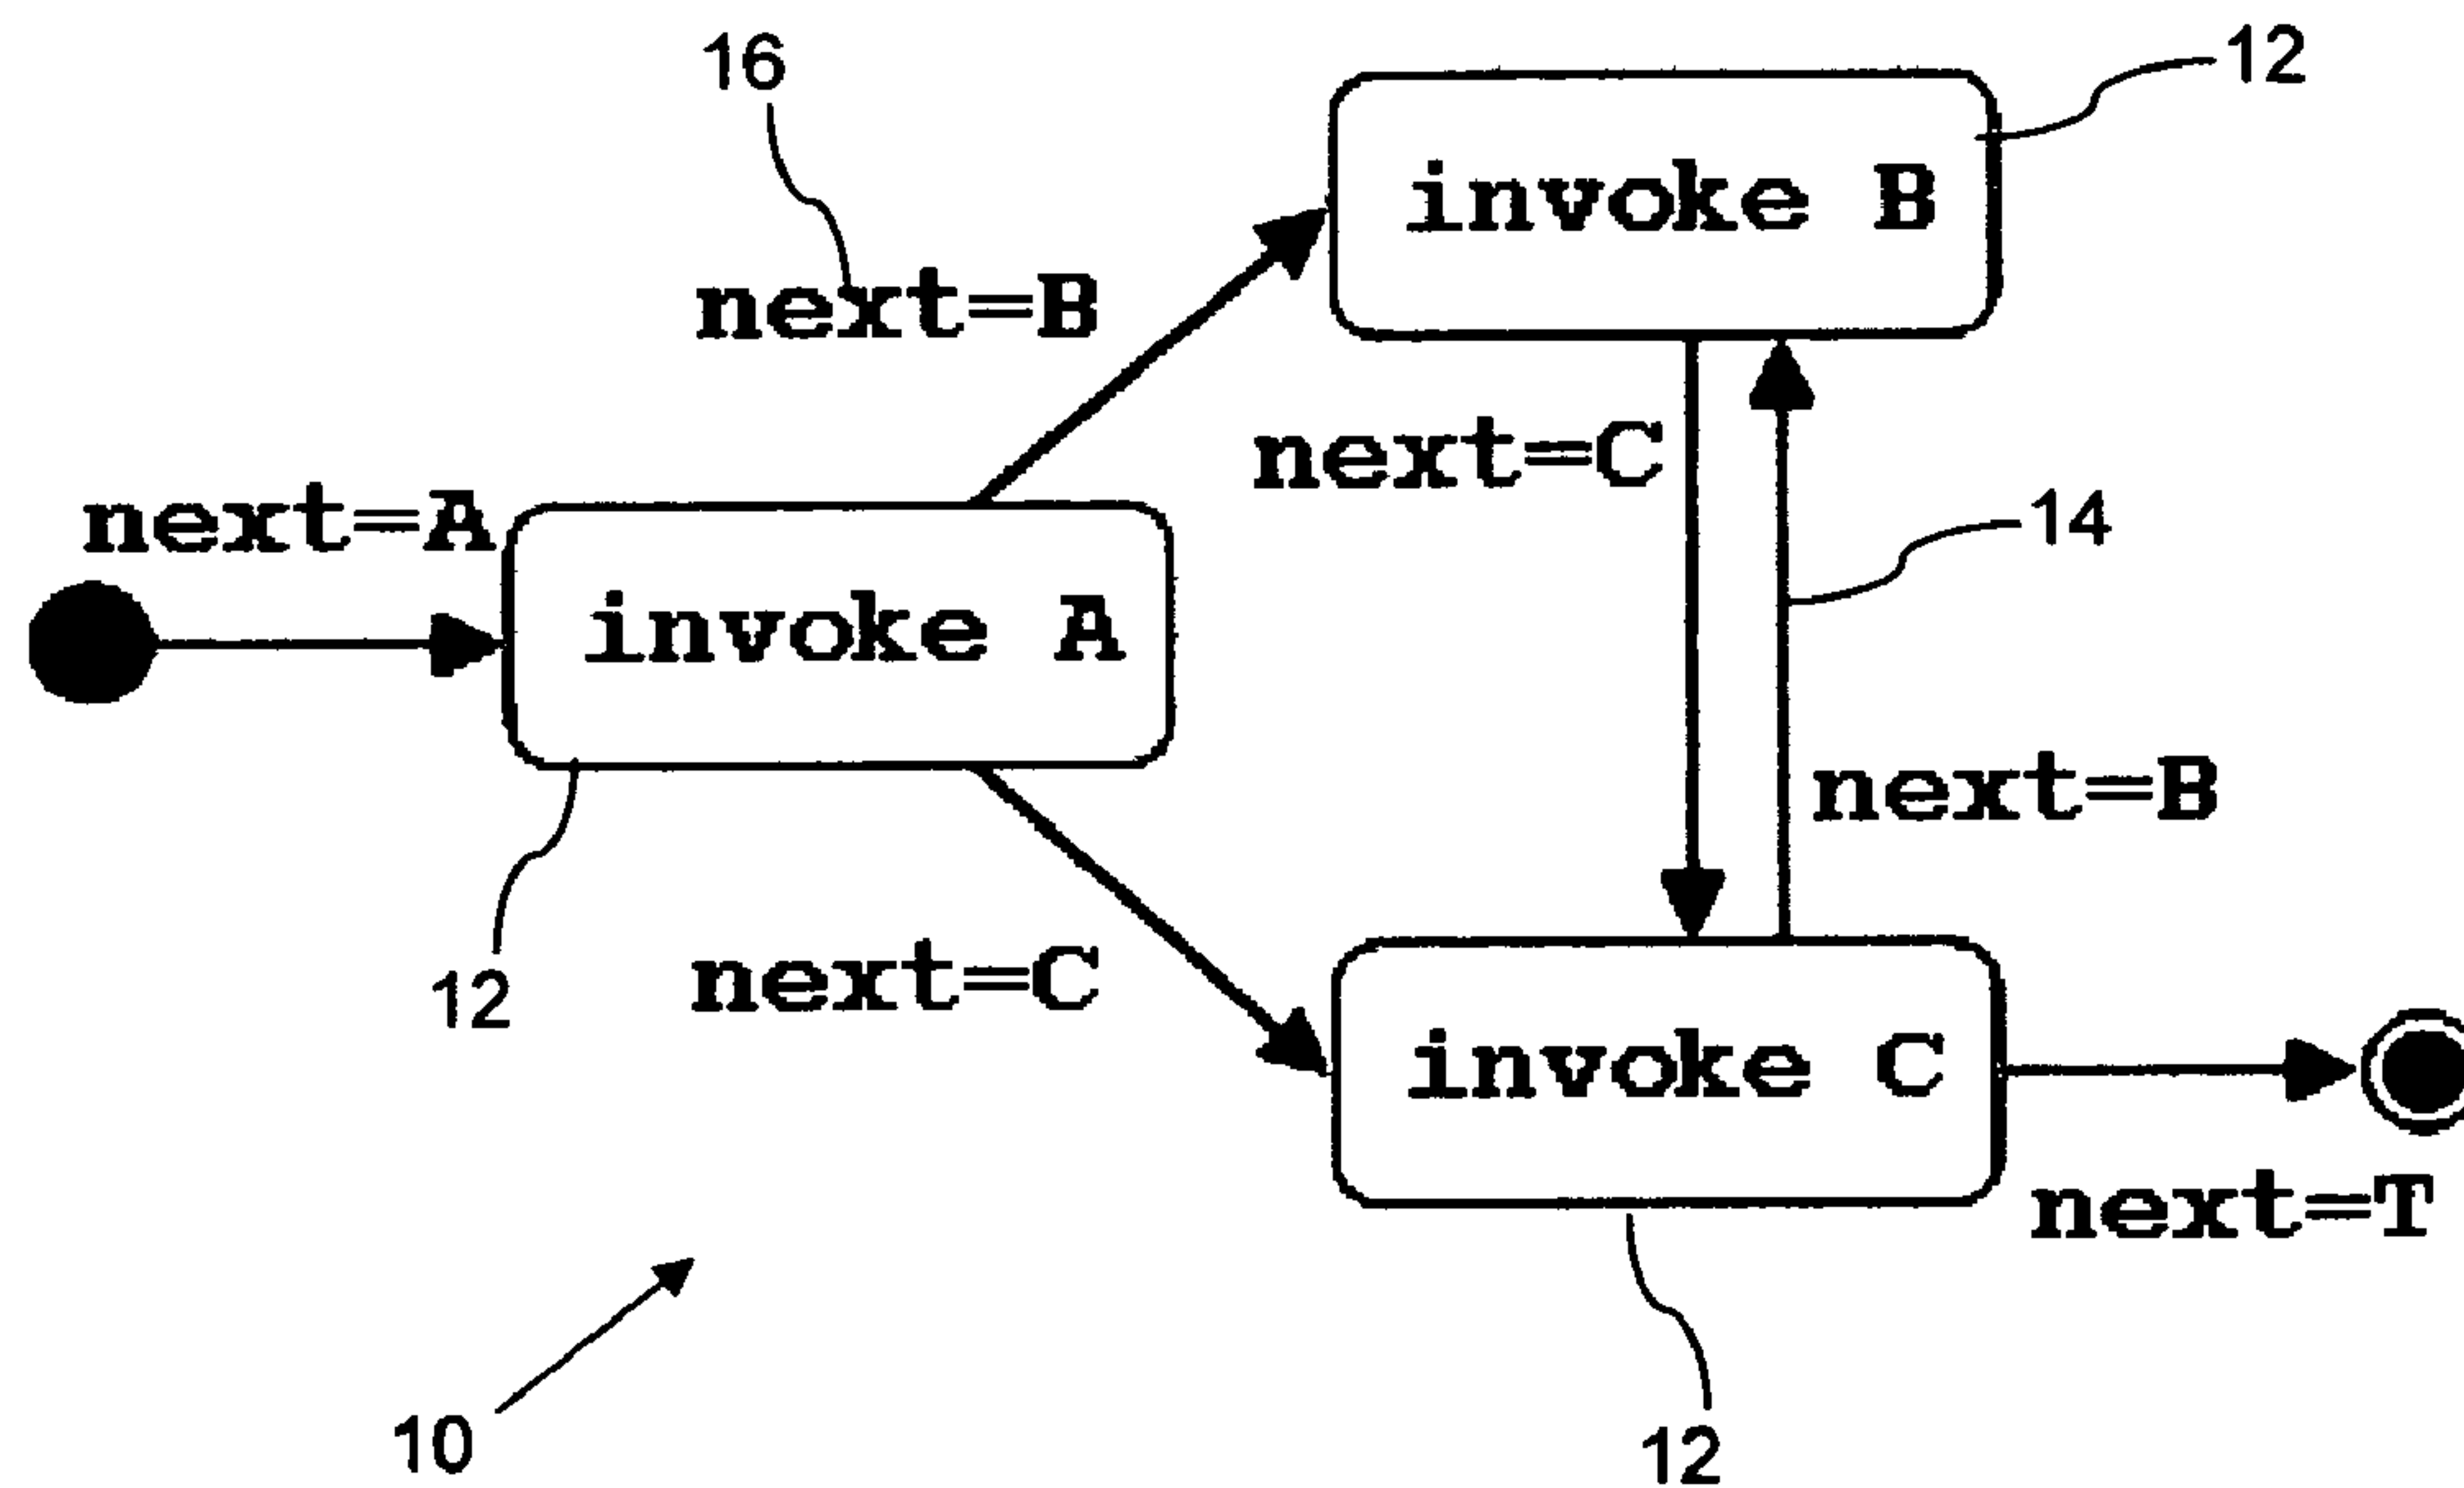 16
12
invoke B
next=B
next=C
next=A
14
invoke A
next=B
12
next=C
invoke C
next=T
10
12